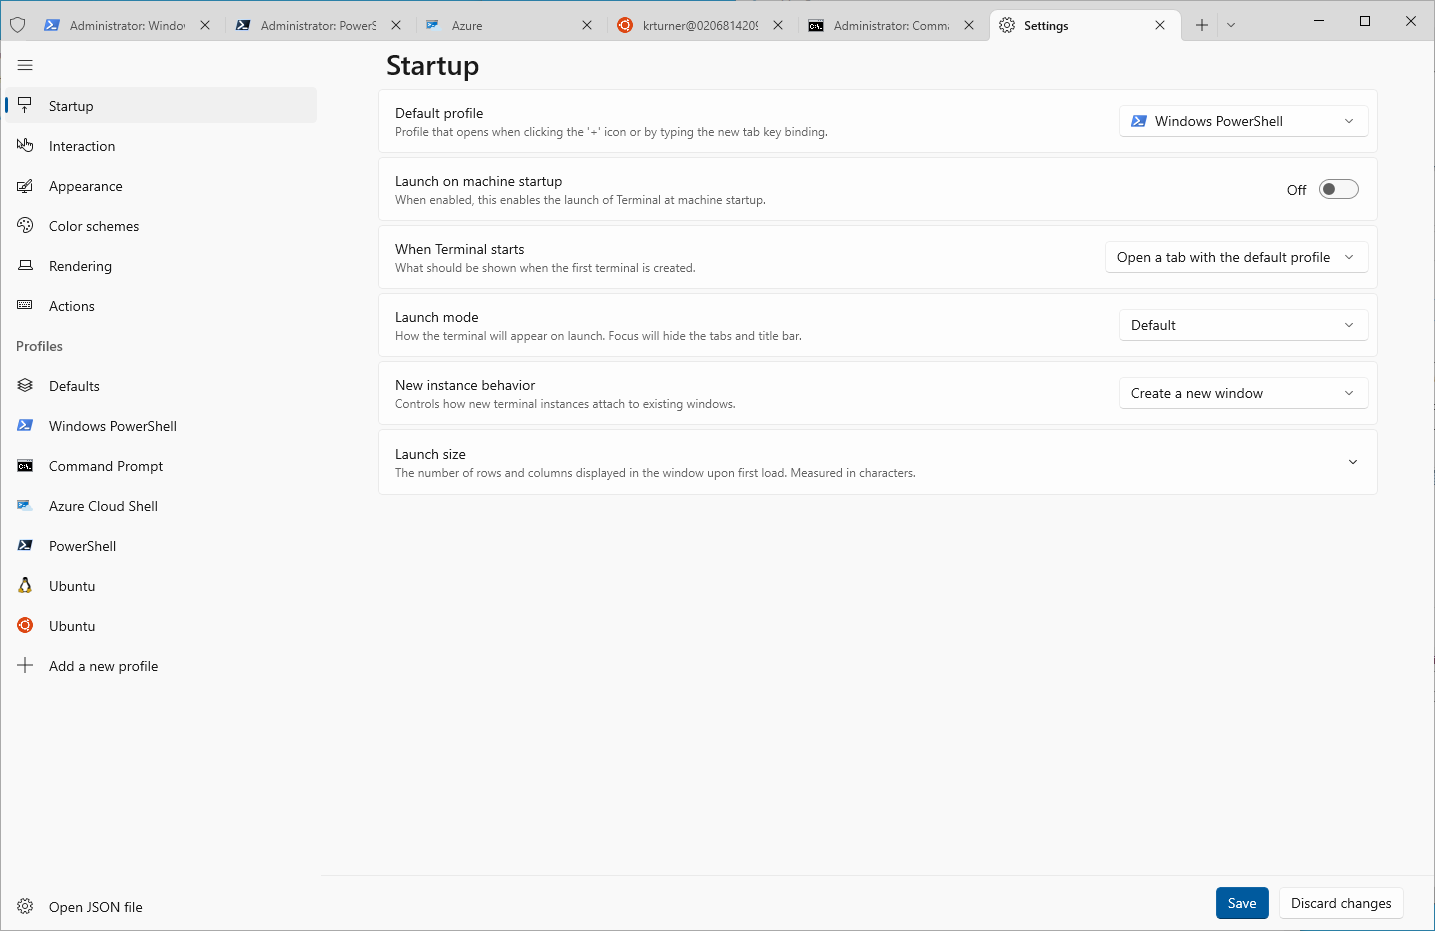 Administrator: Windov
Administrator: PowerS
Azure
krturner@0206814209
Administrator: Comma
Settings
Startup
Interaction
Appearance
Color schemes
Rendering
Actions
Profiles
Defaults
Windows PowerShell
Command Prompt
Azure Cloud Shell
PowerShell
Ubuntu
Ubuntu
Add a new profile
Open JSON file
Startup
Default profile
Profile that opens when clicking the '+' icon or by typing the new tab key binding.
Windows PowerShell
Launch on machine startup
When enabled, this enables the launch of Terminal at machine startup.
Off
When Terminal starts
What should be shown when the first terminal is created.
Open a tab with the default profile
Launch mode
How the terminal will appear on launch. Focus will hide the tabs and title bar.
Default
New instance behavior
Controls how new terminal instances attach to existing windows.
Create a new window
Launch size
The number of rows and columns displayed in the window upon first load. Measured in characters.
Save
Discard changes